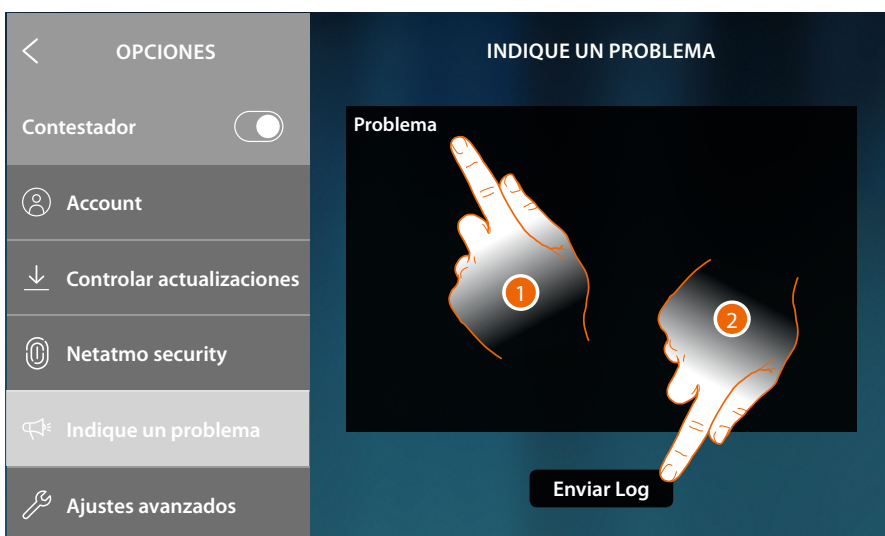 OPCIONES
Contestador
Account
Controlar actualizaciones
Netatmo security
Indique un problema
Ajustes avanzados
INDIQUE UN PROBLEMA
Problema
1
2
Enviar Log